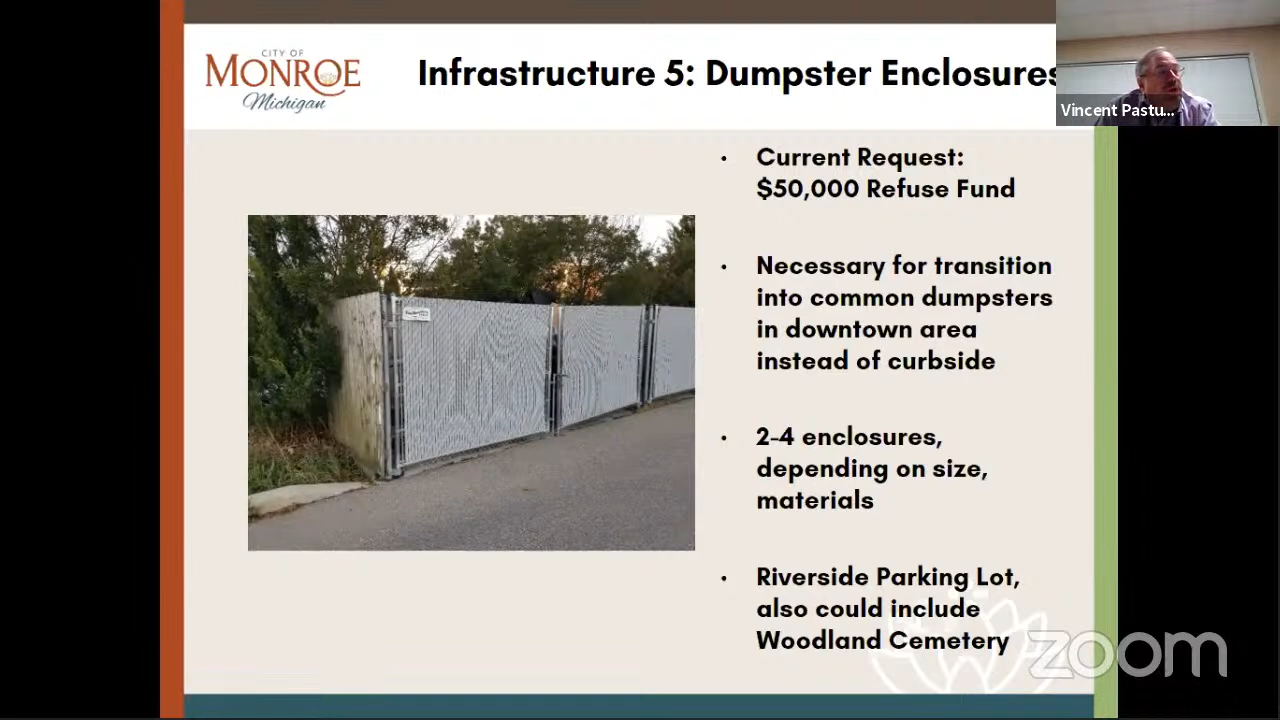 CITY OF
MONROE
Michigan
Infrastructure 5: Dumpster Enclosures
Vincent Pastu...
• Current Request:
$50,000 Refuse Fund
• Necessary for transition
into common dumpsters
in downtown area
instead of curbside
• 2-4 enclosures,
depending on size,
materials
• Riverside Parking Lot,
also could include
Woodland Cemetery
zoom